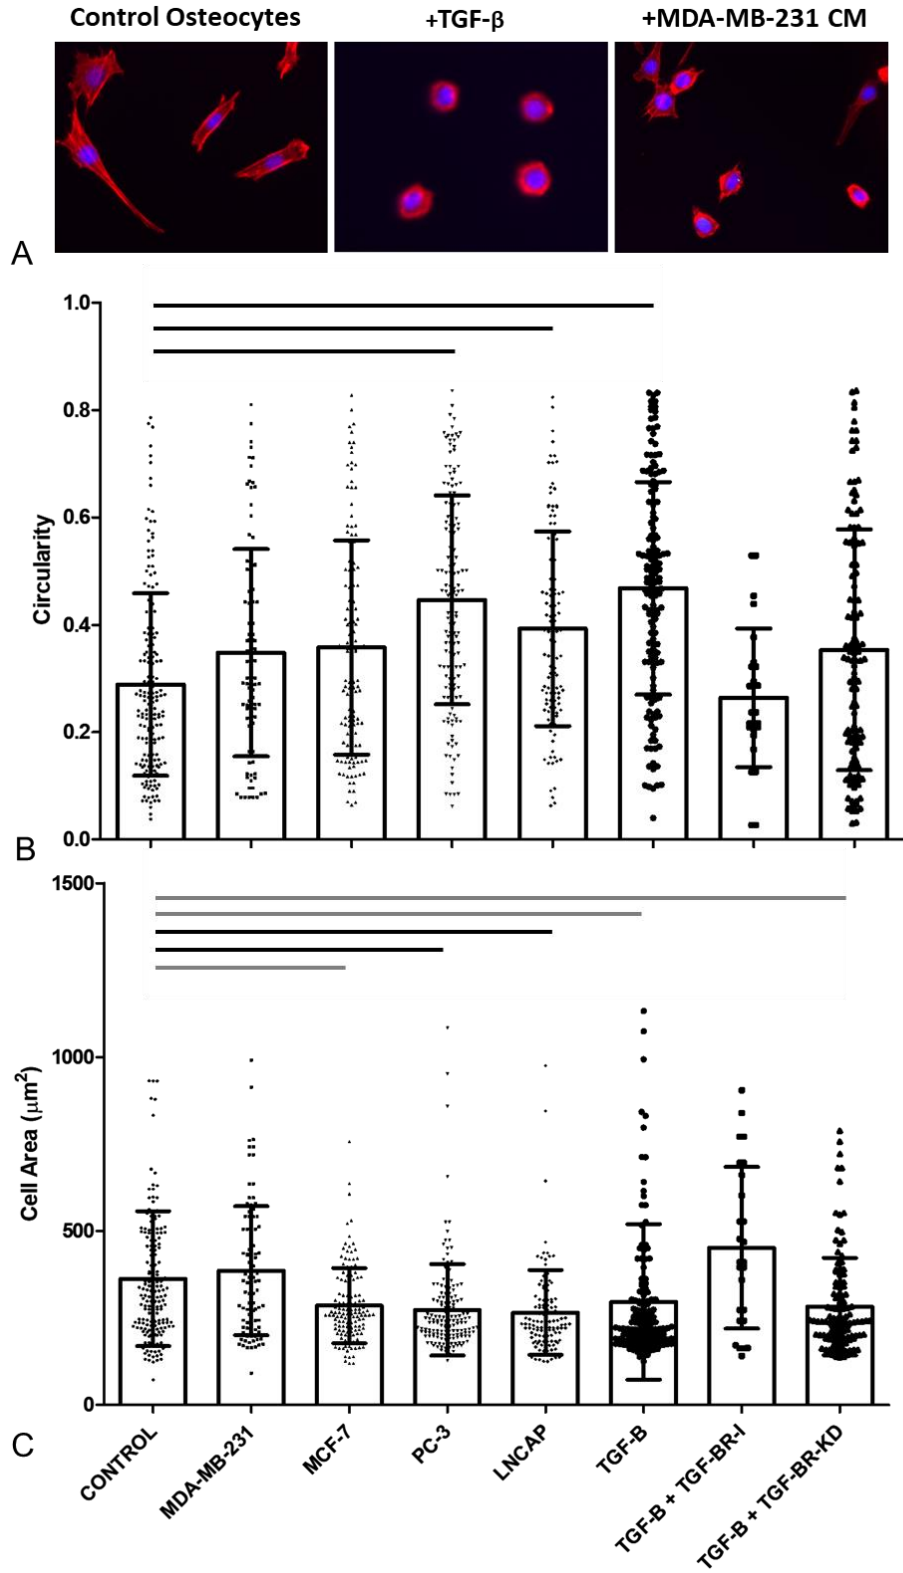 Control Osteocytes
+TGF-β
+MDA-MB-231 CM
A
1.0
0.8
0.6
0.4
0.2
0.0
Circularity
B
1500
1000
500
0
Cell Area (μm²)
C
CONTROL
MDA-MB-231
MCF-7
PC-3
LNCAP
TGF-B
TGF-B + TGF-BR-I
TGF-B + TGF-BR-KD